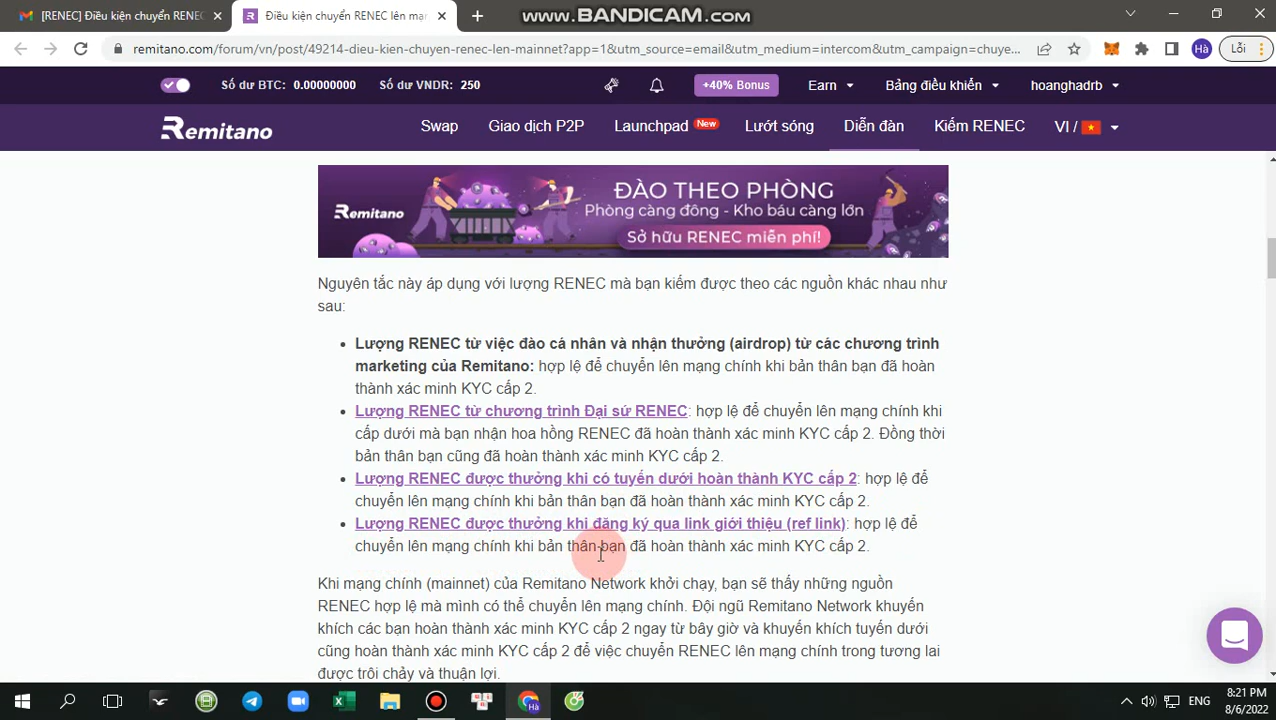 www.BANDICAM.com
[RENEC] Điều kiện chuyển RENEC
Điều kiện chuyển RENEC lên mạ
remitano.com/forum/vn/post/49214-dieu-kien-chuyen-renec-len-mainnet?app=1&utm_source=email&utm_medium=intercom&utm_campaign=chuye...
Hà
Lỗi
Số dư BTC: 0.00000000
Số dư VNDR: 250
+40% Bonus
Earn
Bảng điều khiển
hoanghadrb
Remitano
Swap
Giao dịch P2P
Launchpad New
Lướt sóng
Diễn đàn
Kiếm RENEC
VI /
Remitano
ĐÀO THEO PHÒNG
Phòng càng đông - Kho báu càng lớn
Sở hữu RENEC miễn phí!
Nguyên tắc này áp dụng với lượng RENEC mà bạn kiếm được theo các nguồn khác nhau như
sau:
• Lượng RENEC từ việc đào cá nhân và nhận thưởng (airdrop) từ các chương trình
marketing của Remitano: hợp lệ để chuyển lên mạng chính khi bản thân bạn đã hoàn
thành xác minh KYC cấp 2.
• Lượng RENEC từ chương trình Đại sứ RENEC: hợp lệ để chuyển lên mạng chính khi
cấp dưới mà bạn nhận hoa hồng RENEC đã hoàn thành xác minh KYC cấp 2. Đồng thời
bản thân bạn cũng đã hoàn thành xác minh KYC cấp 2.
• Lượng RENEC được thưởng khi có tuyến dưới hoàn thành KYC cấp 2: hợp lệ để
chuyển lên mạng chính khi bản thân bạn đã hoàn thành xác minh KYC cấp 2.
• Lượng RENEC được thưởng khi đăng ký qua link giới thiệu (ref link): hợp lệ để
chuyển lên mạng chính khi bản thân bạn đã hoàn thành xác minh KYC cấp 2.
Khi mạng chính (mainnet) của Remitano Network khởi chạy, bạn sẽ thấy những nguồn
RENEC hợp lệ mà mình có thể chuyển lên mạng chính. Đội ngũ Remitano Network khuyến
khích các bạn hoàn thành xác minh KYC cấp 2 ngay từ bây giờ và khuyến khích tuyến dưới
cũng hoàn thành xác minh KYC cấp 2 để việc chuyển RENEC lên mạng chính trong tương lai
được trôi chảy và thuận lợi.
Hà
ENG
8:21 PM
8/6/2022